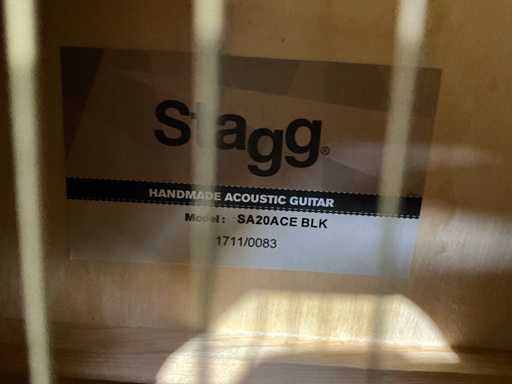 Stagg®
HANDMADE ACOUSTIC GUITAR
Model : SA20ACE BLK
1711/0083